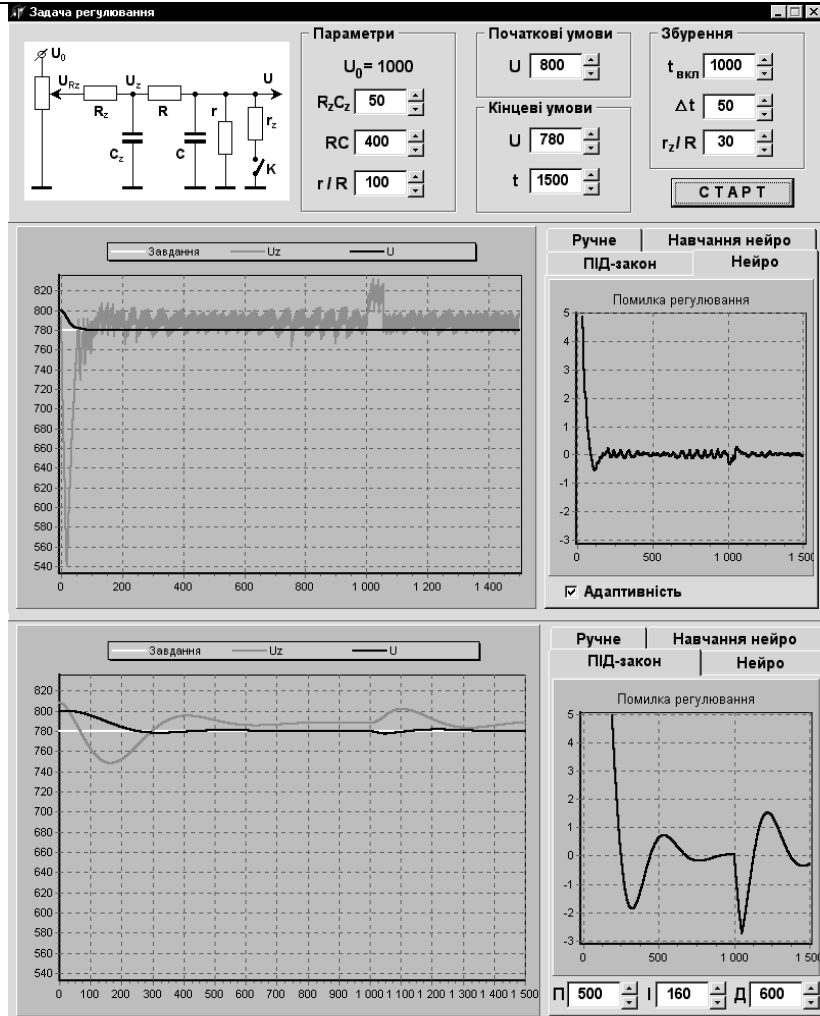 Задача регулювання
U0
URz
Uz
U
Rz
R
r
rz
Cz
C
K
Параметри
U0= 1000
RzCz 50
RC 400
r / R 100
Початкові умови
U 800
Кінцеві умови
U 780
t 1500
Збурення
tвкл 1000
Δt 50
rz/ R 30
СТАРТ
Завдання Uz U
820
800
780
760
740
720
700
680
660
640
620
600
580
560
540
0 200 400 600 800 1 000 1 200 1 400
Ручне Навчання нейро
ПІД-закон Нейро
Помилка регулювання
5
4
3
2
1
0
-1
-2
-3
0 500 1 000 1 500
Адаптивність
Завдання Uz U
820
800
780
760
740
720
700
680
660
640
620
600
580
560
540
0 100 200 300 400 500 600 700 800 900 1 000 1 100 1 200 1 300 1 400 1 500
Ручне Навчання нейро
ПІД-закон Нейро
Помилка регулювання
5
4
3
2
1
0
-1
-2
-3
0 500 1 000 1 500
П 500 І 160 Д 600